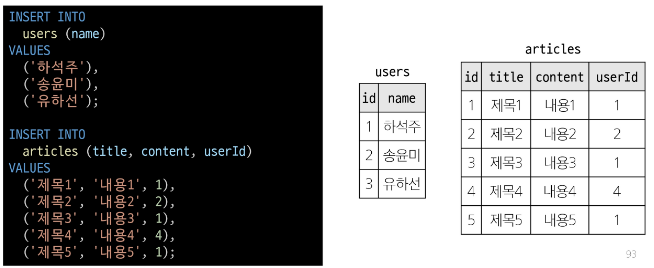 INSERT INTO
users (name)
VALUES
('하석주'),
('송윤미'),
('유하선');
INSERT INTO
articles (title, content, userId)
VALUES
('제목1', '내용1', 1),
('제목2', '내용2', 2),
('제목3', '내용3', 1),
('제목4', '내용4', 4),
('제목5', '내용5', 1);
users
id name
1 하석주
2 송윤미
3 유하선
articles
id title content userId
1 제목1 내용1 1
2 제목2 내용2 2
3 제목3 내용3 1
4 제목4 내용4 4
5 제목5 내용5 1
93